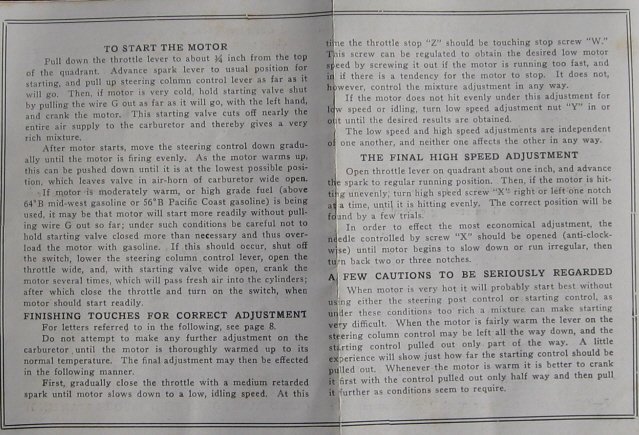 TO START THE MOTOR
Pull down the throttle lever to about ¼ inch from the top
of the quadrant. Advance spark lever to usual position for
starting, and pull up steering column control lever as far as it
will go. Then, if motor is very cold, hold starting valve shut
by pulling the wire G out as far as it will go, with the left hand,
and crank the motor. This starting valve cuts off nearly the
entire air supply to the carburetor and thereby gives a very
rich mixture.
After motor starts, move the steering control down gradu-
ally until the motor is firing evenly. As the motor warms up,
this can be pushed down until it is at the lowest possible posi-
tion, which leaves valve in air-horn of carburetor wide open.
If motor is moderately warm, or high grade fuel (above
64°B mid-west gasoline or 56°B Pacific Coast gasoline) is being
used, it may be that motor will start more readily without pull-
ing wire G out so far; under such conditions be careful not to
hold starting valve closed more than necessary and thus over-
load the motor with gasoline. If this should occur, shut off
the switch, lower the steering column control lever, open the
throttle wide, and, with starting valve wide open, crank the
motor several times, which will pass fresh air into the cylinders;
after which close the throttle and turn on the switch, when
motor should start readily.
FINISHING TOUCHES FOR CORRECT ADJUSTMENT
For letters referred to in the following, see page 8.
Do not attempt to make any further adjustment on the
carburetor until the motor is thoroughly warmed up to its
normal temperature. The final adjustment may then be effected
in the following manner.
First, gradually close the throttle with a medium retarded
spark until motor slows down to a low, idling speed. At this
time the throttle stop "Z" should be touching stop screw "W."
This screw can be regulated to obtain the desired low motor
speed by screwing it out if the motor is running too fast, and
in if there is a tendency for the motor to stop. It does not,
however, control the mixture adjustment in any way.
If the motor does not hit evenly under this adjustment for
low speed or idling, turn low speed adjustment nut "Y" in or
out until the desired results are obtained.
The low speed and high speed adjustments are independent
of one another, and neither one affects the other in any way.
THE FINAL HIGH SPEED ADJUSTMENT
Open throttle lever on quadrant about one inch, and advance
the spark to regular running position. Then, if the motor is hit-
ting unevenly, turn high speed screw "X" right or left one notch
at a time, until it is hitting evenly. The correct position will be
found by a few trials.
In order to effect the most economical adjustment, the
needle controlled by screw "X" should be opened (anti-clock-
wise) until motor begins to slow down or run irregular, then
turn back two or three notches.
A FEW CAUTIONS TO BE SERIOUSLY REGARDED
When motor is very hot it will probably start best without
using either the steering post control or starting control, as
under these conditions too rich a mixture can make starting
very difficult. When the motor is fairly warm the lever on the
steering column control may be left all the way down, and the
starting control pulled out only part of the way. A little
experience will show just how far the starting control should be
pulled out. Whenever the motor is warm it is better to crank
it first with the control pulled out only half way and then pull
it further as conditions seem to require.